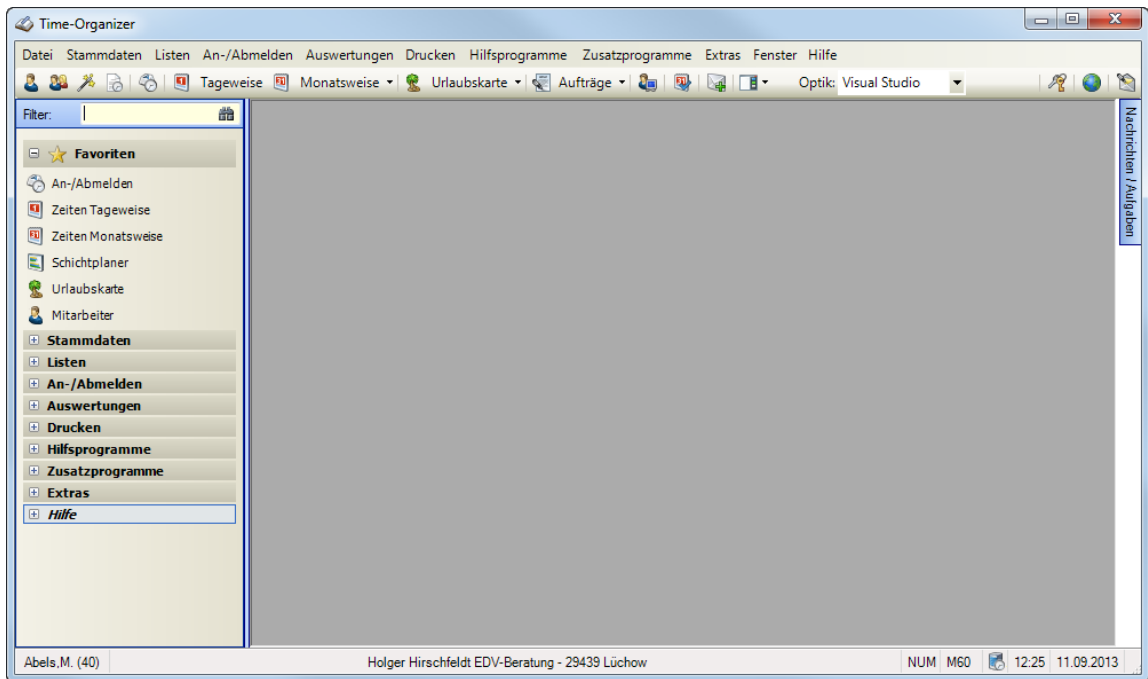 Time-Organizer
Datei Stammdaten Listen An-/Abmelden Auswertungen Drucken Hilfsprogramme Zusatzprogramme Extras Fenster Hilfe
Tageweise Monatsweise Urlaubskarte Aufträge Optik: Visual Studio
Filter:
Favoriten
An-/Abmelden
Zeiten Tageweise
Zeiten Monatsweise
Schichtplaner
Urlaubskarte
Mitarbeiter
Stammdaten
Listen
An-/Abmelden
Auswertungen
Drucken
Hilfsprogramme
Zusatzprogramme
Extras
Hilfe
Nachrichten / Aufgaben
Abels,M. (40) Holger Hirschfeldt EDV-Beratung - 29439 Lüchow NUM M60 12:25 11.09.2013